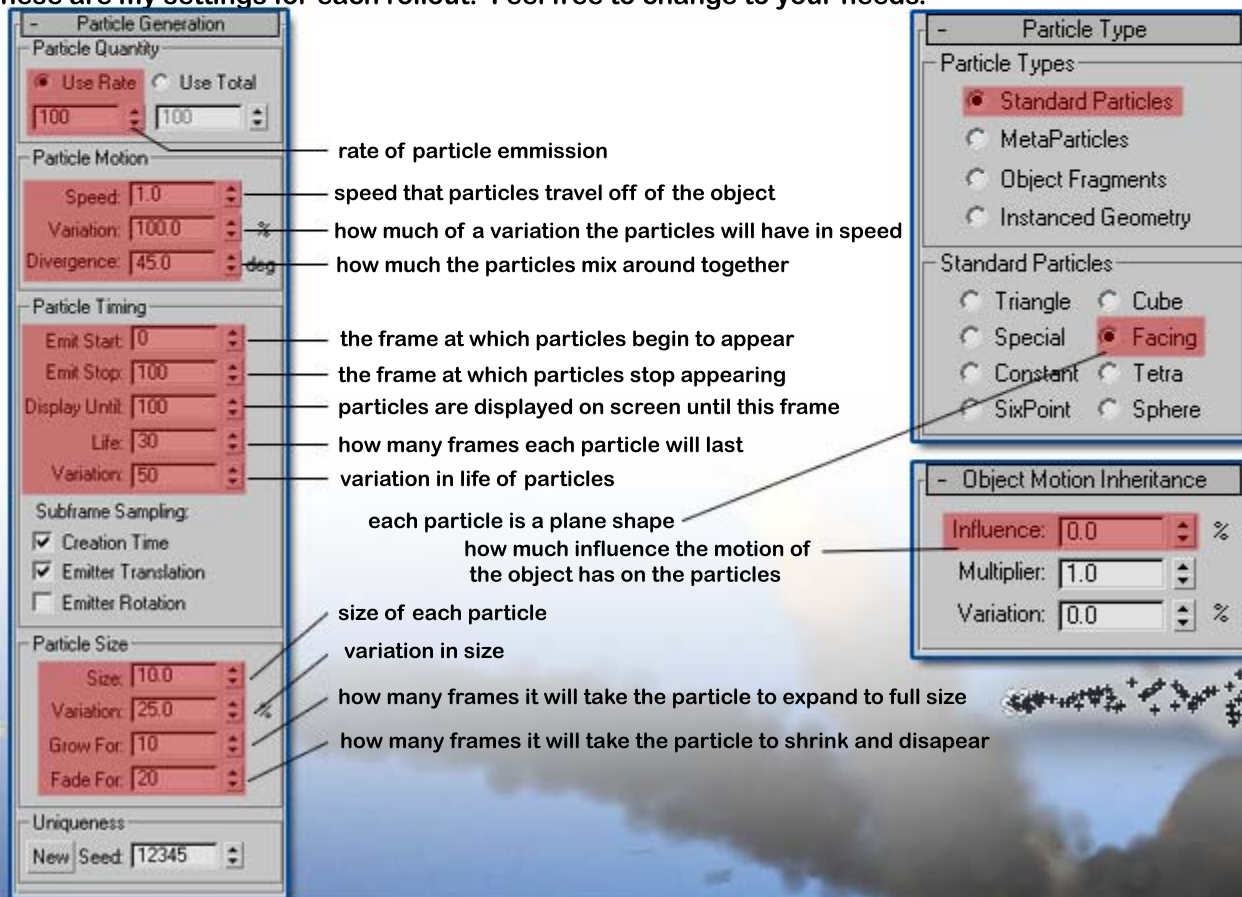 These are my settings for each rollout. Feel free to change to your needs.
- Particle Generation
Particle Quantity
Use Rate Use Total
100 100
rate of particle emmission
Particle Motion
Speed: 1.0
speed that particles travel off of the object
Variation: 100.0 %
how much of a variation the particles will have in speed
Divergence: 45.0 deg
how much the particles mix around together
Particle Timing
Emit Start: 0
the frame at which particles begin to appear
Emit Stop: 100
the frame at which particles stop appearing
Display Until: 100
particles are displayed on screen until this frame
Life: 30
how many frames each particle will last
Variation: 50
variation in life of particles
Subframe Sampling:
Creation Time
Emitter Translation
Emitter Rotation
Particle Size
Size: 10.0
size of each particle
Variation: 25.0 %
variation in size
Grow For: 10
how many frames it will take the particle to expand to full size
Fade For: 20
how many frames it will take the particle to shrink and disapear
Uniqueness
New Seed: 12345
- Particle Type
Particle Types
Standard Particles
MetaParticles
Object Fragments
Instanced Geometry
Standard Particles
Triangle Cube
Special Facing
Constant Tetra
SixPoint Sphere
each particle is a plane shape
- Object Motion Inheritance
Influence: 0.0 %
how much influence the motion of
the object has on the particles
Multiplier: 1.0
Variation: 0.0 %